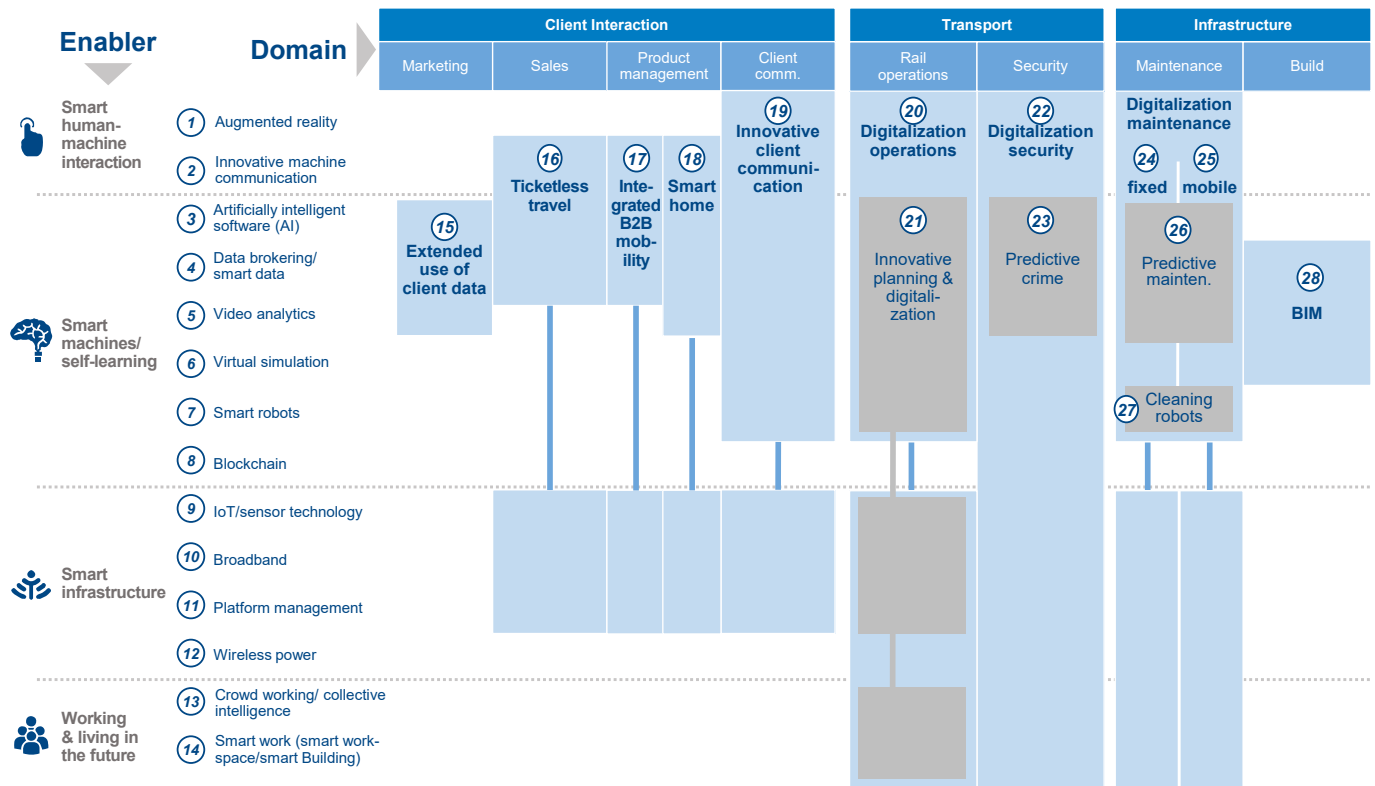 Enabler
Domain
Client Interaction
Transport
Infrastructure
Marketing
Sales
Product
management
Client
comm.
Rail
operations
Security
Maintenance
Build
Smart
human-
machine
interaction
1 Augmented reality
2 Innovative machine
communication
Smart
machines/
self-learning
3 Artificially intelligent
software (AI)
4 Data brokering/
smart data
5 Video analytics
6 Virtual simulation
7 Smart robots
8 Blockchain
Smart
infrastructure
9 IoT/sensor technology
10 Broadband
11 Platform management
12 Wireless power
Working
& living in
the future
13 Crowd working/ collective
intelligence
14 Smart work (smart work-
space/smart Building)
15
Extended
use of
client data
16
Ticketless
travel
17
Inte-
grated
B2B
mob-
ility
18
Smart
home
19
Innovative
client
communi-
cation
20
Digitalization
operations
21
Innovative
planning &
digitali-
zation
22
Digitalization
security
23
Predictive
crime
Digitalization
maintenance
24
fixed
25
mobile
26
Predictive
mainten.
27
Cleaning
robots
28
BIM